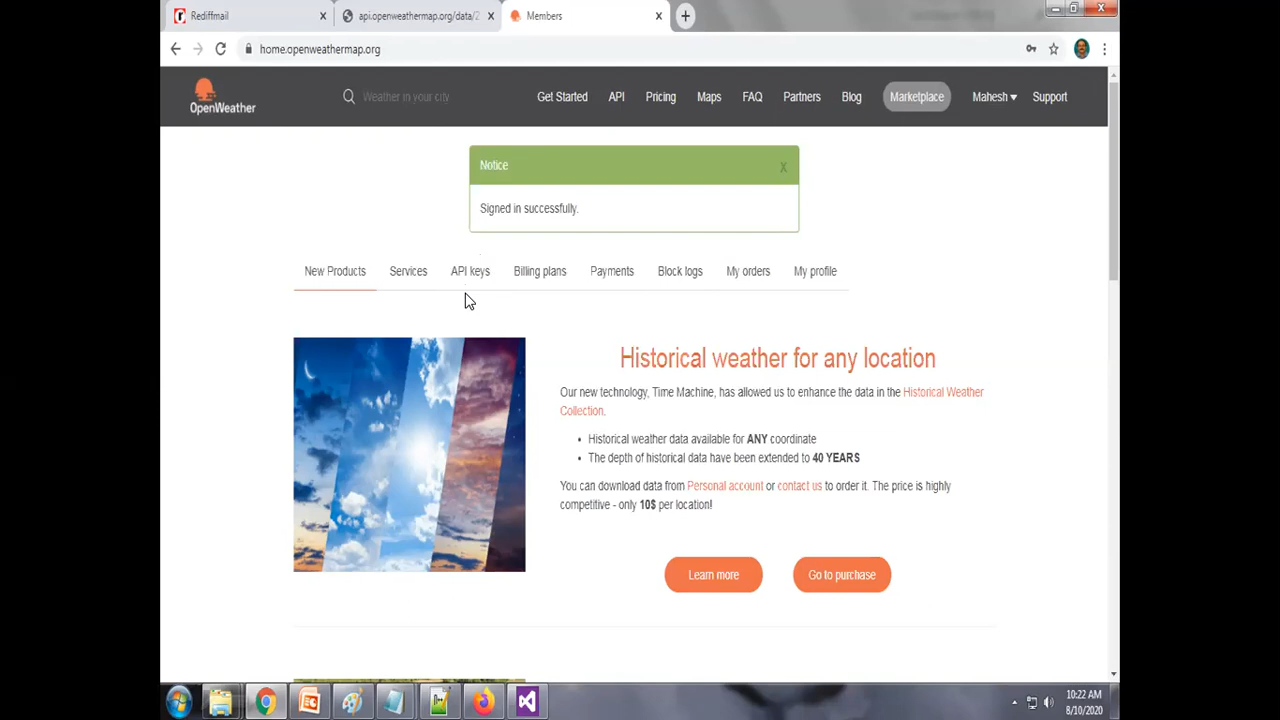 Rediffmail x
api.openweathermap.org/data/2 x
Members x +
home.openweathermap.org
OpenWeather
Weather in your city
Get Started API Pricing Maps FAQ Partners Blog Marketplace Mahesh Support
Notice x
Signed in successfully.
New Products Services API keys Billing plans Payments Block logs My orders My profile
Historical weather for any location
Our new technology, Time Machine, has allowed us to enhance the data in the Historical Weather
Collection.
• Historical weather data available for ANY coordinate
• The depth of historical data have been extended to 40 YEARS
You can download data from Personal account or contact us to order it. The price is highly
competitive - only 10$ per location!
Learn more Go to purchase
10:22 AM
8/10/2020